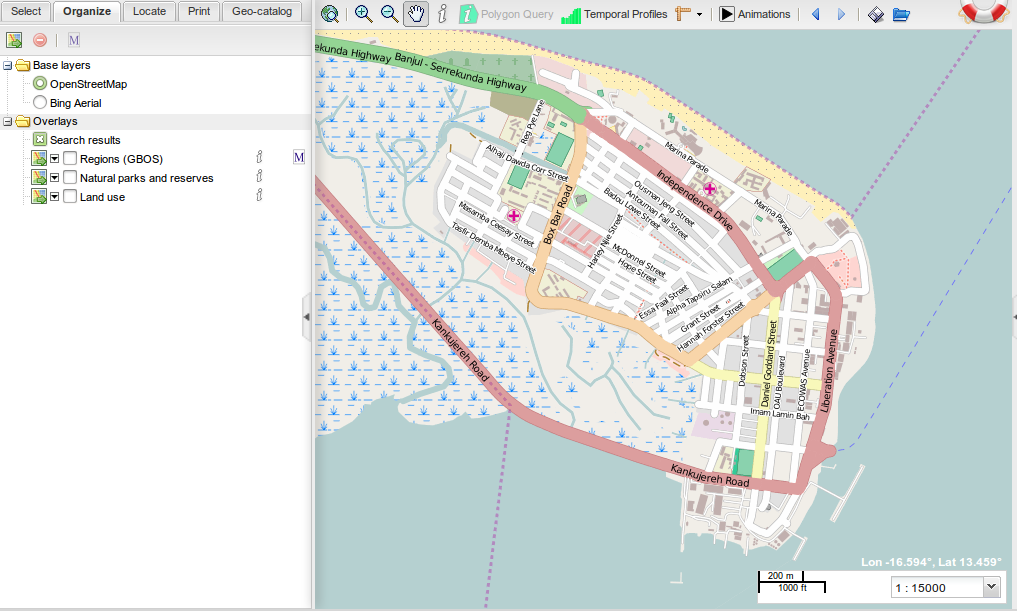 Select
Organize
Locate
Print
Geo-catalog
Polygon Query
Temporal Profiles
Animations
M
Base layers
OpenStreetMap
Bing Aerial
Overlays
Search results
Regions (GBOS)
M
Natural parks and reserves
Land use
ekunda Highway
Banjul - Serrekunda Highway
Reg Pye Lane
Marina Parade
Alhaji Dawda Corr Street
Independence Drive
Ousman Jeng Street
Antouman Fall Street
Badou Lowe Street
Marina Parade
Box Bar Road
Masamba Ceesay Street
Tasfir Demba Mbeye Street
Harley Nie Street
McDonnel Street
Hope Street
Essa Faal Street
Alpha Tapsiru Salam
Grant Street
Hannah Forster Street
Kankujereh Road
Dobson Street
Daniel Goddard Street
OAU Boulevard
ECOWAS Avenue
Liberation Avenue
Imam Lamin Bah
Kankujereh Road
Lon -16.594°, Lat 13.459°
200 m
1000 ft
1 : 15000